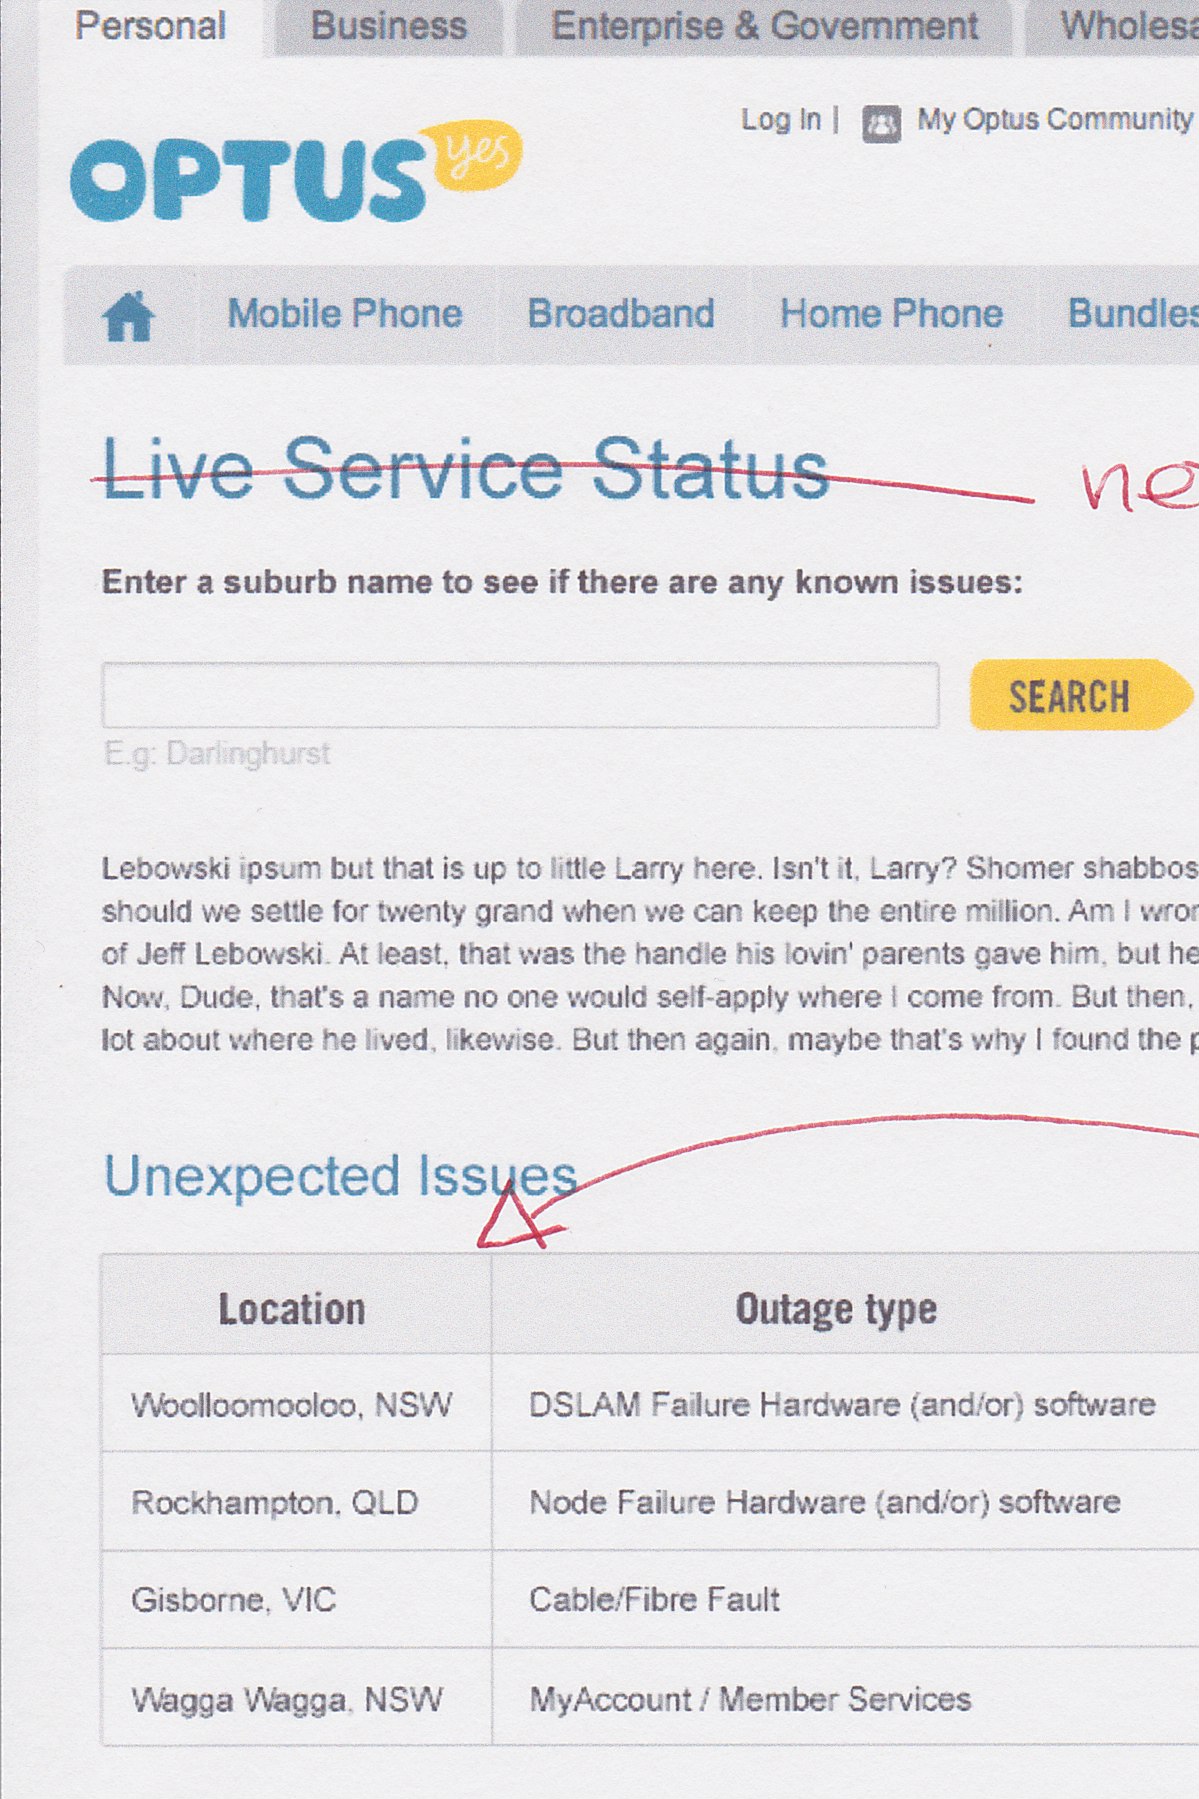 Personal Business Enterprise & Government
Log In | My Optus Community
OPTUS yes
Mobile Phone Broadband Home Phone Bundles
Live Service Status
Enter a suburb name to see if there are any known issues:
SEARCH
E.g: Darlinghurst
Lebowski ipsum but that is up to little Larry here. Isn't it, Larry? Shomer shabbos
should we settle for twenty grand when we can keep the entire million. Am I
of Jeff Lebowski. At least, that was the handle his lovin' parents gave him, but he
Now, Dude, that's a name no one would self-apply where I come from. But then,
lot about where he lived, likewise. But then again, maybe that's why I found the
Unexpected Issues
Location Outage type
Woolloomooloo, NSW DSLAM Failure Hardware (and/or) software
Rockhampton, QLD Node Failure Hardware (and/or) software
Gisborne, VIC Cable/Fibre Fault
Wagga Wagga, NSW MyAccount / Member Services